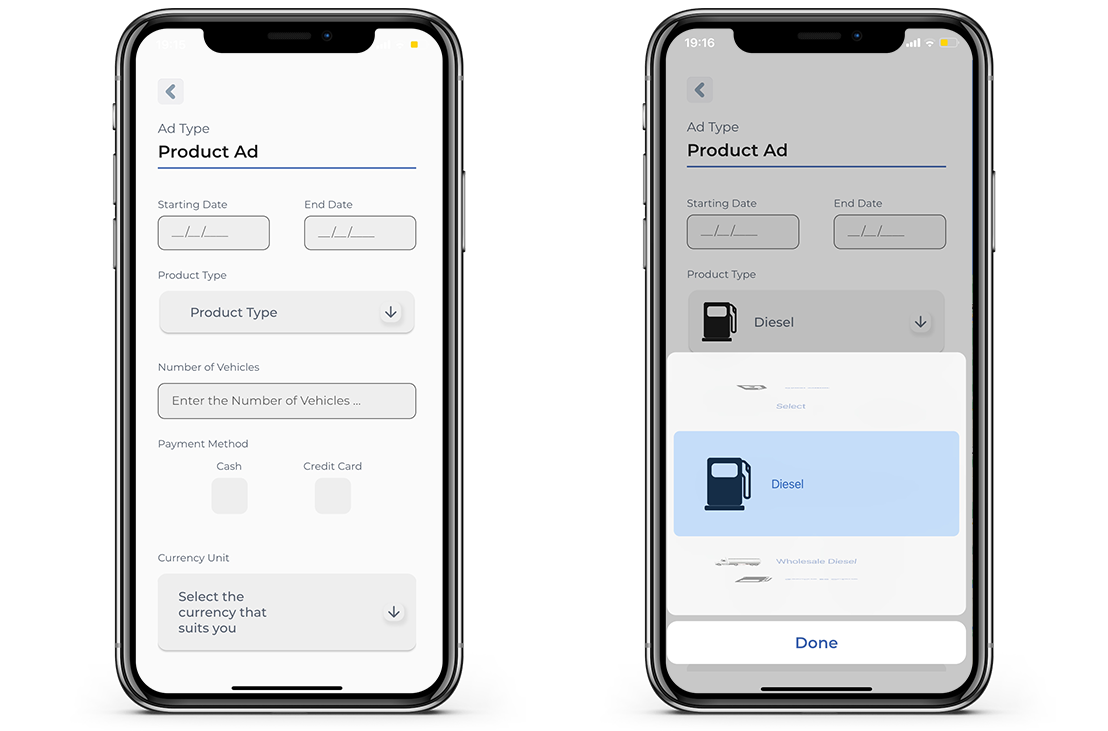 Ad Type
Product Ad
Starting Date
End Date
__/__/____
__/__/____
Product Type
Product Type
Number of Vehicles
Enter the Number of Vehicles ...
Payment Method
Cash
Credit Card
Currency Unit
Select the
currency that
suits you
19:16
Ad Type
Product Ad
Starting Date
End Date
__/__/____
__/__/____
Product Type
Diesel
Select
Diesel
Wholesale Diesel
Done